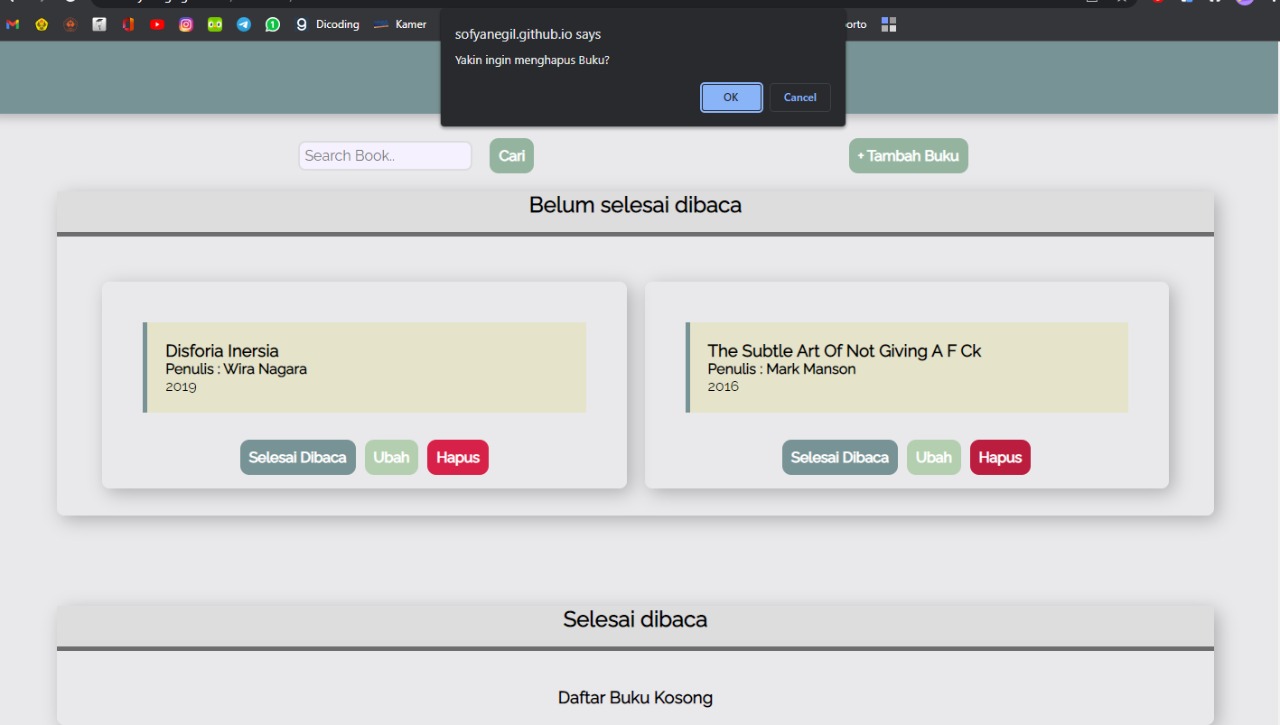 Dicoding
Kamer
orto
sofyanegil.github.io says
Yakin ingin menghapus Buku?
OK
Cancel
Search Book..
Cari
+ Tambah Buku
Belum selesai dibaca
Disforia Inersia
Penulis : Wira Nagara
2019
Selesai Dibaca
Ubah
Hapus
The Subtle Art Of Not Giving A F Ck
Penulis : Mark Manson
2016
Selesai Dibaca
Ubah
Hapus
Selesai dibaca
Daftar Buku Kosong